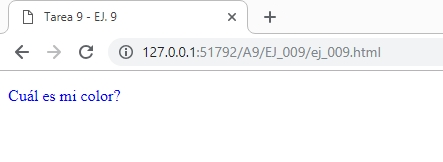 Tarea 9 - EJ. 9
127.0.0.1:51792/A9/EJ_009/ej_009.html
Cuál es mi color?